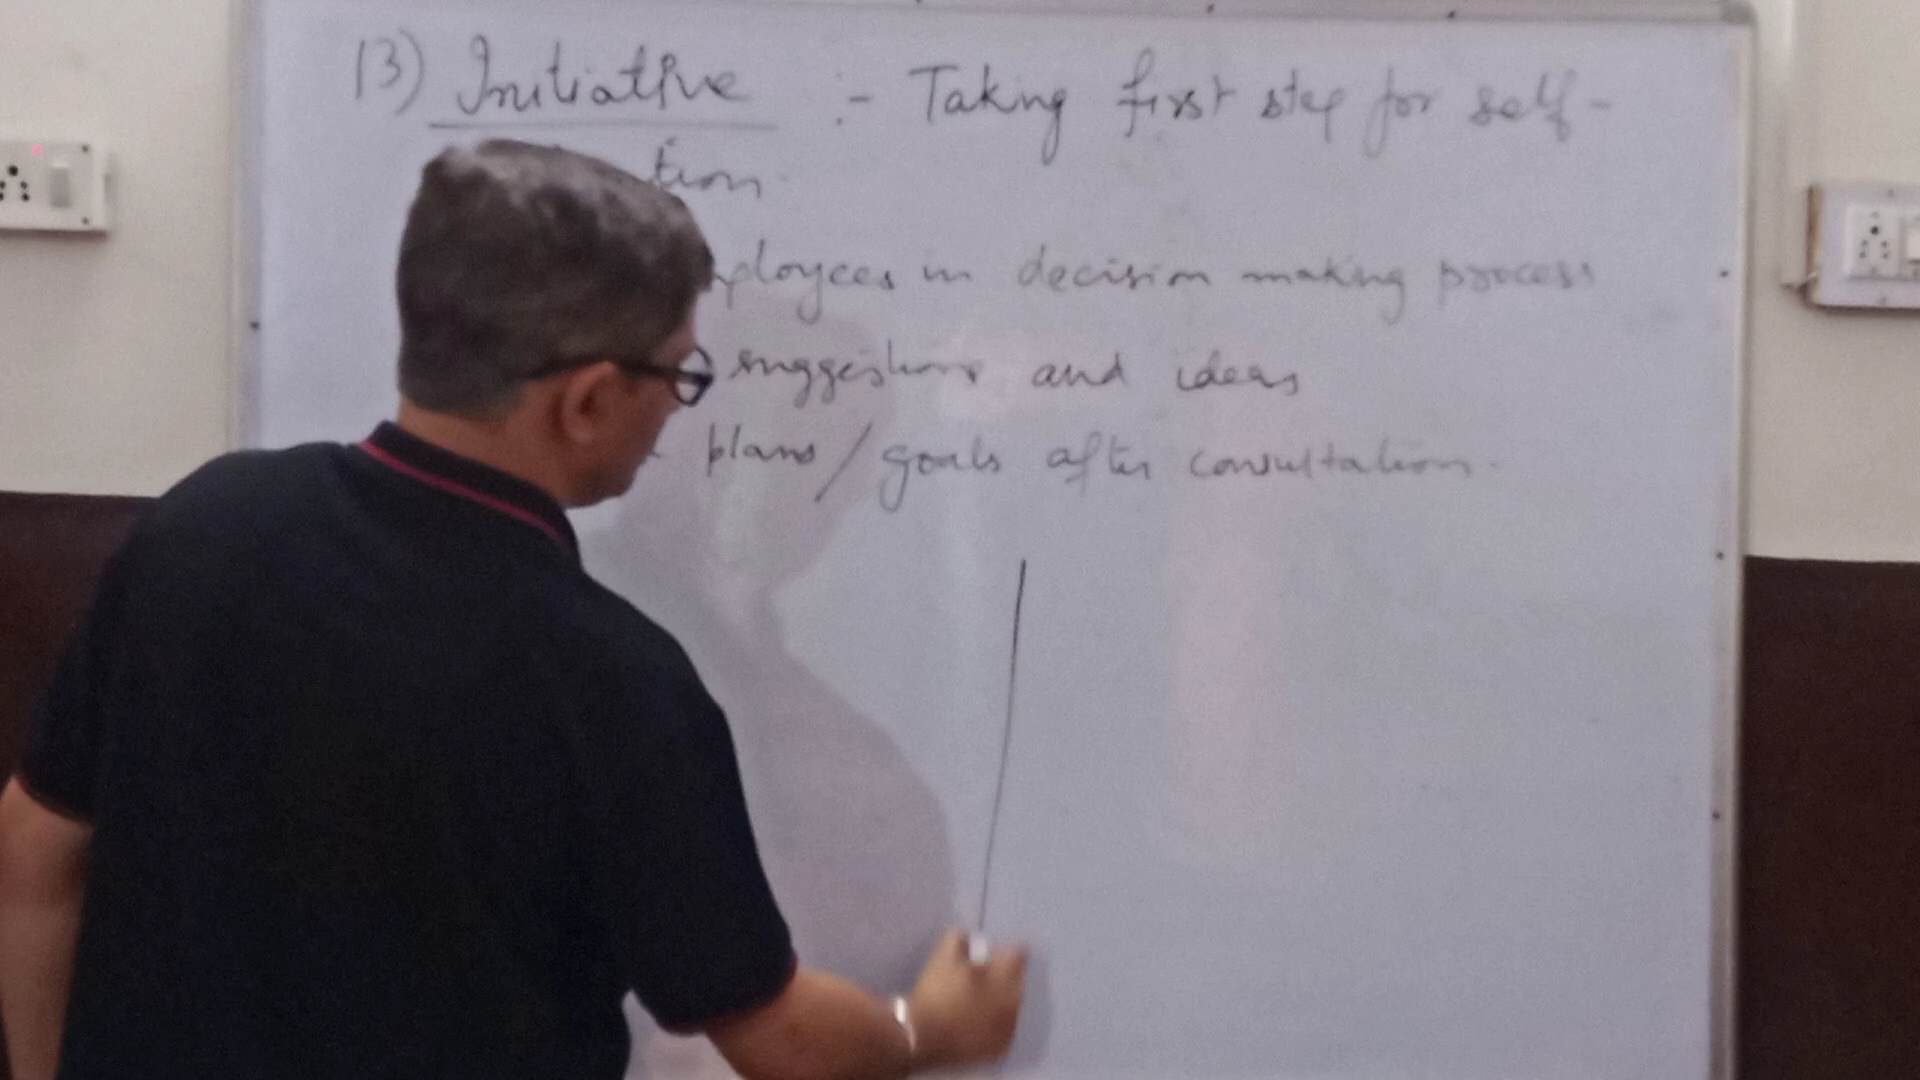 13) Initiative :- Taking first step for self-
tion.
ployees in decision making process
suggestions and ideas
plans / goals after consultation.